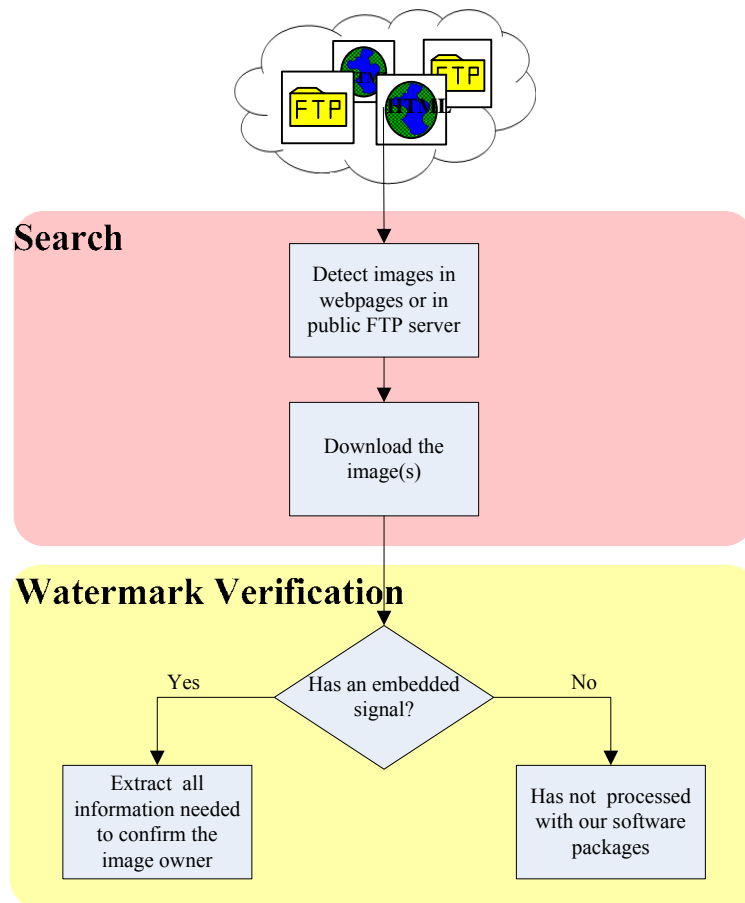 FTP
FTP
HTML
Search
Detect images in
webpages or in
public FTP server
Download the
image(s)
Watermark Verification
Has an embedded
signal?
Yes
No
Extract all
information needed
to confirm the
image owner
Has not processed
with our software
packages